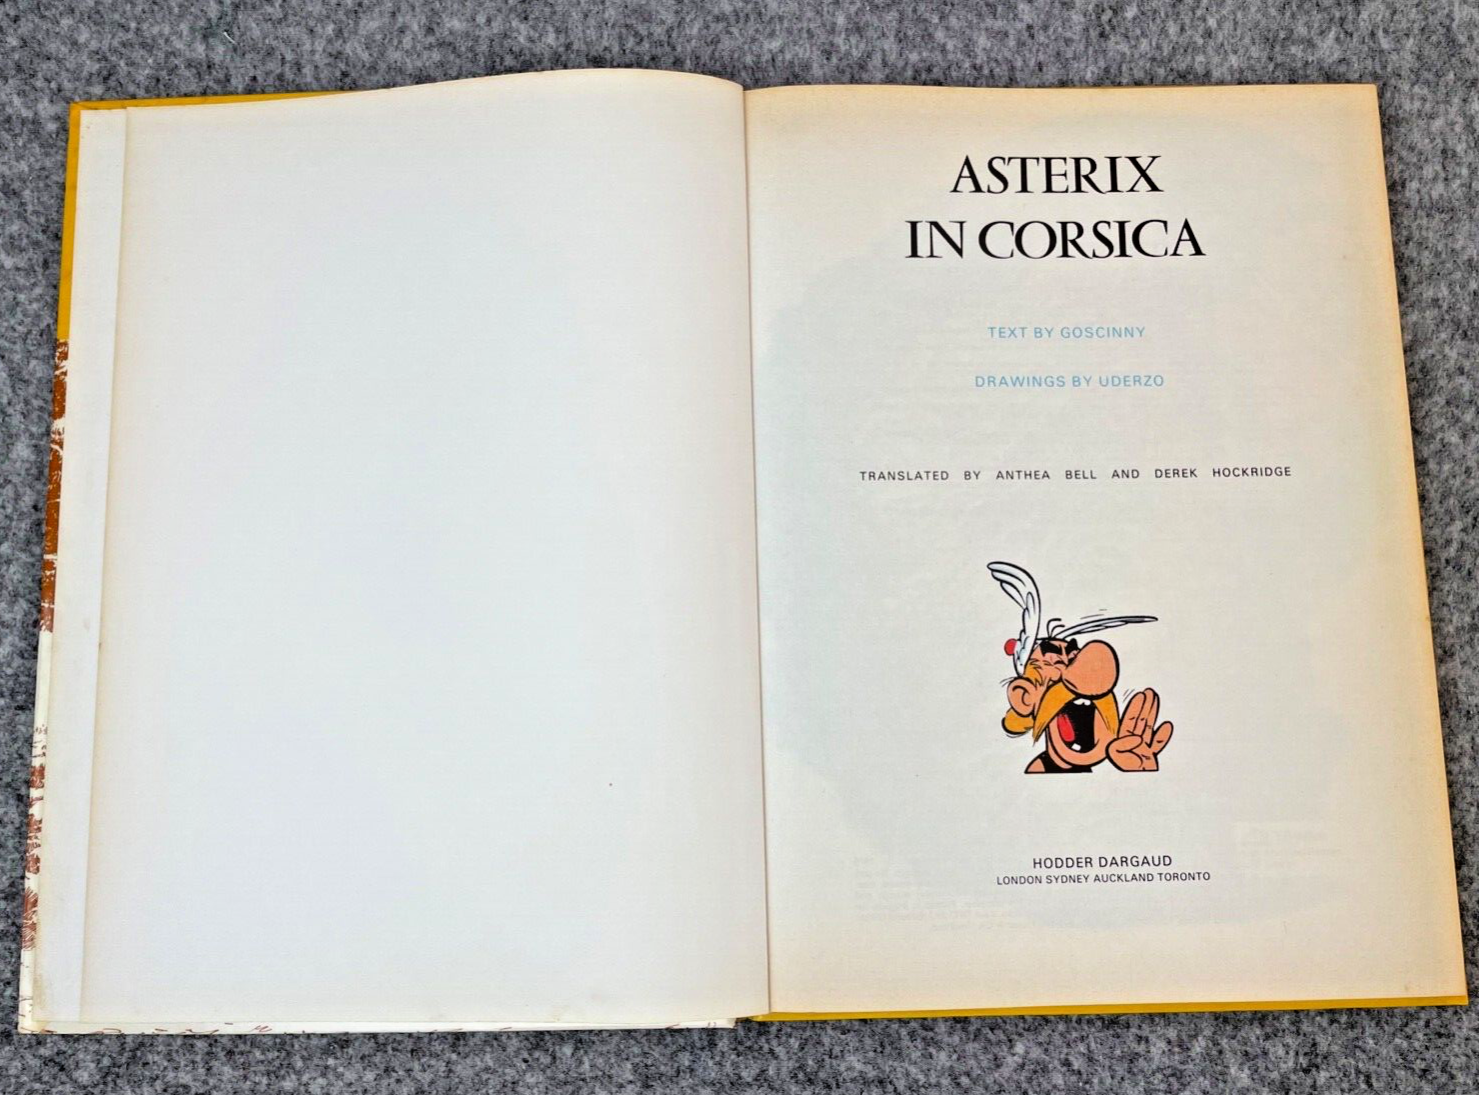 ASTERIX
IN CORSICA
TEXT BY GOSCINNY
DRAWINGS BY UDERZO
TRANSLATED BY ANTHEA BELL AND DEREK HOCKRIDGE
HODDER DARGAUD
LONDON SYDNEY AUCKLAND TORONTO